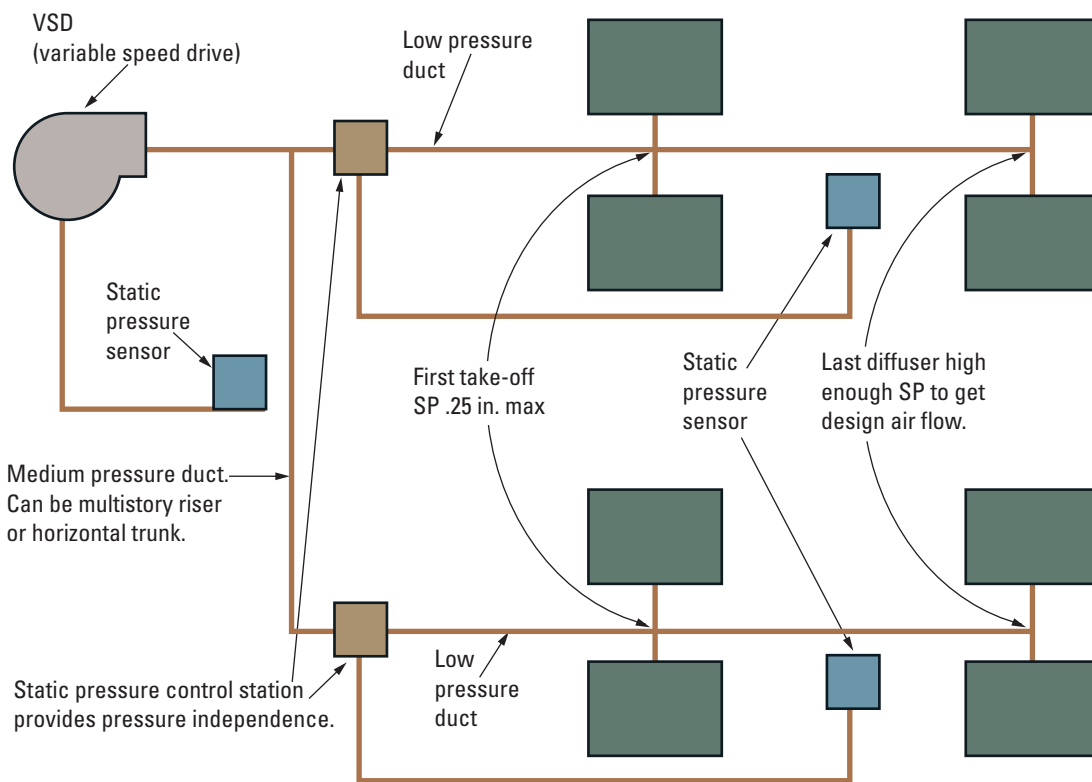 VSD
(variable speed drive)
Low pressure
duct
Static
pressure
sensor
First take-off
SP .25 in. max
Static
pressure
sensor
Last diffuser high
enough SP to get
design air flow.
Medium pressure duct.
Can be multistory riser
or horizontal trunk.
Low
pressure
duct
Static pressure control station
provides pressure independence.